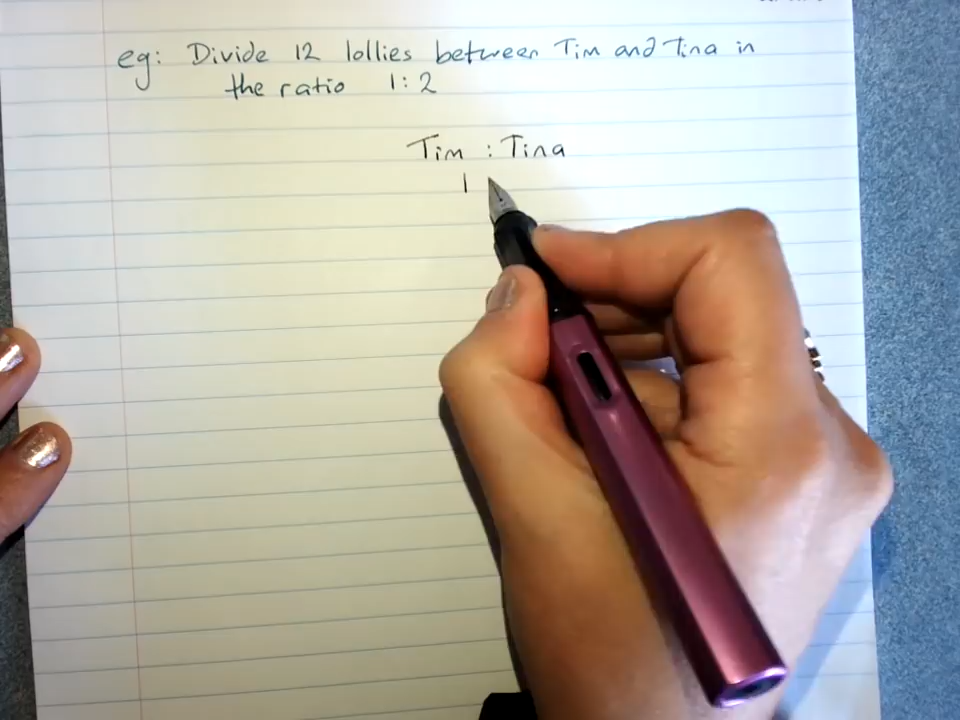 eg: Divide 12 lollies between Tim and Tina in
the ratio 1:2
Tim : Tina
1